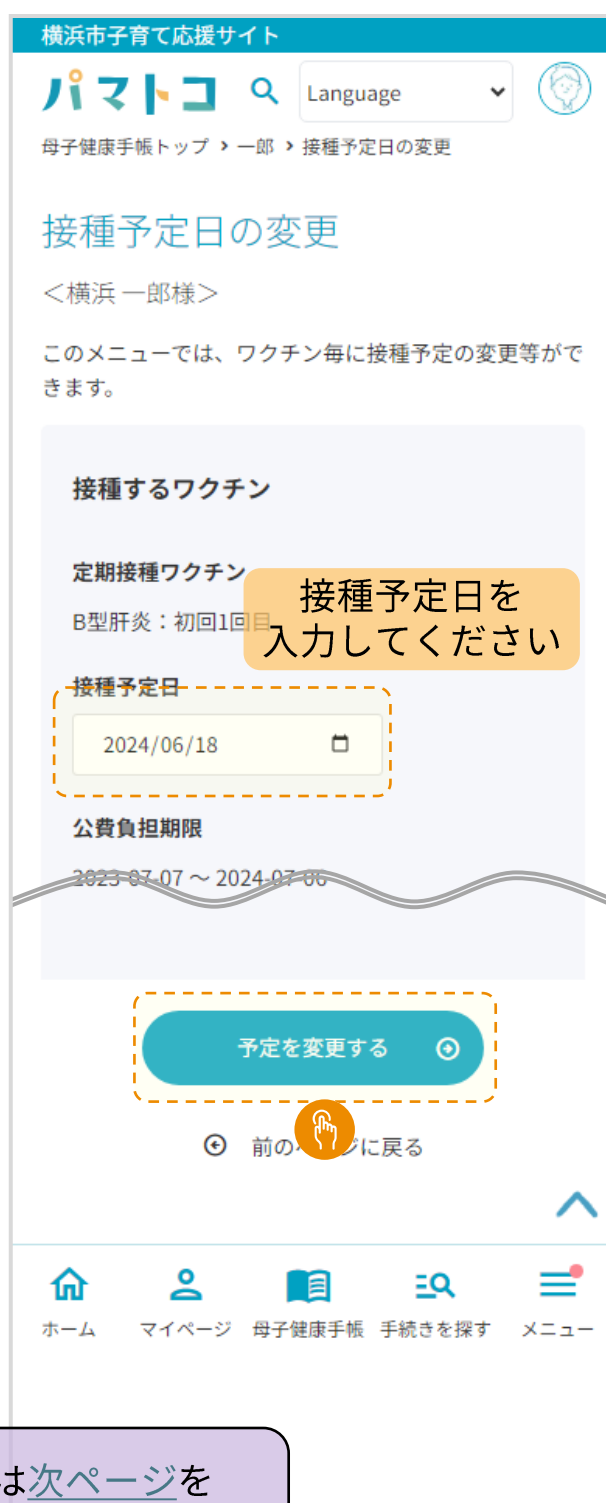 横浜市子育て応援サイト
パマトコ Language
母子健康手帳トップ › 一郎 › 接種予定日の変更
接種予定日の変更
＜横浜 一郎様＞
このメニューでは、ワクチン毎に接種予定の変更等がで
きます。
接種するワクチン
定期接種ワクチン
B型肝炎：初回1回目
接種予定日を
入力してください
接種予定日
2024/06/18
公費負担期限
2023-07-07 ～ 2024-07-06
予定を変更する
前のページに戻る
ホーム マイページ 母子健康手帳 手続きを探す メニュー
は次ページを